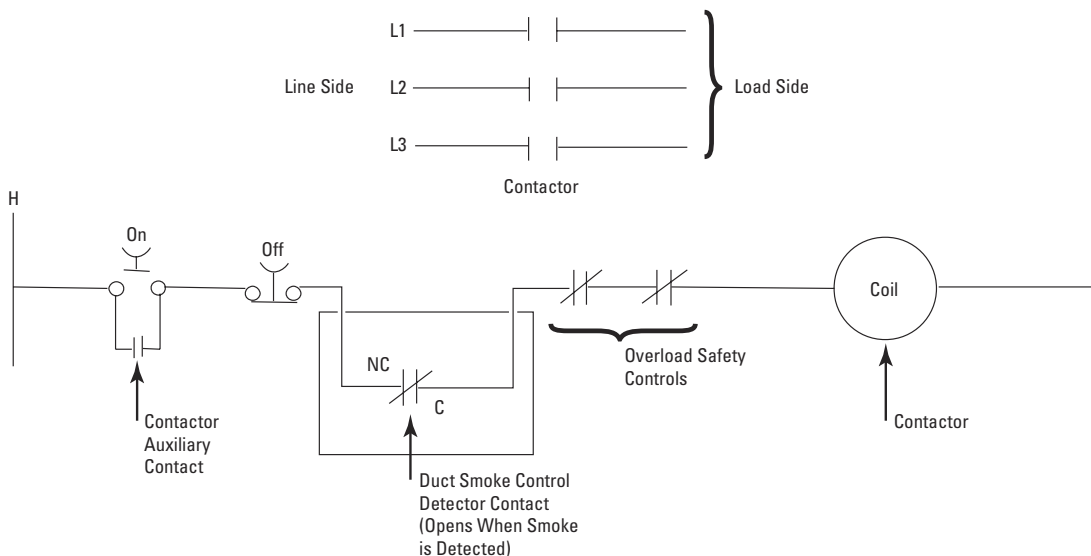 L1
Line Side
L2
Load Side
L3
Contactor
H
On
Off
Coil
NC
C
Overload Safety
Controls
Contactor
Auxiliary
Contact
Contactor
Duct Smoke Control
Detector Contact
(Opens When Smoke
is Detected)